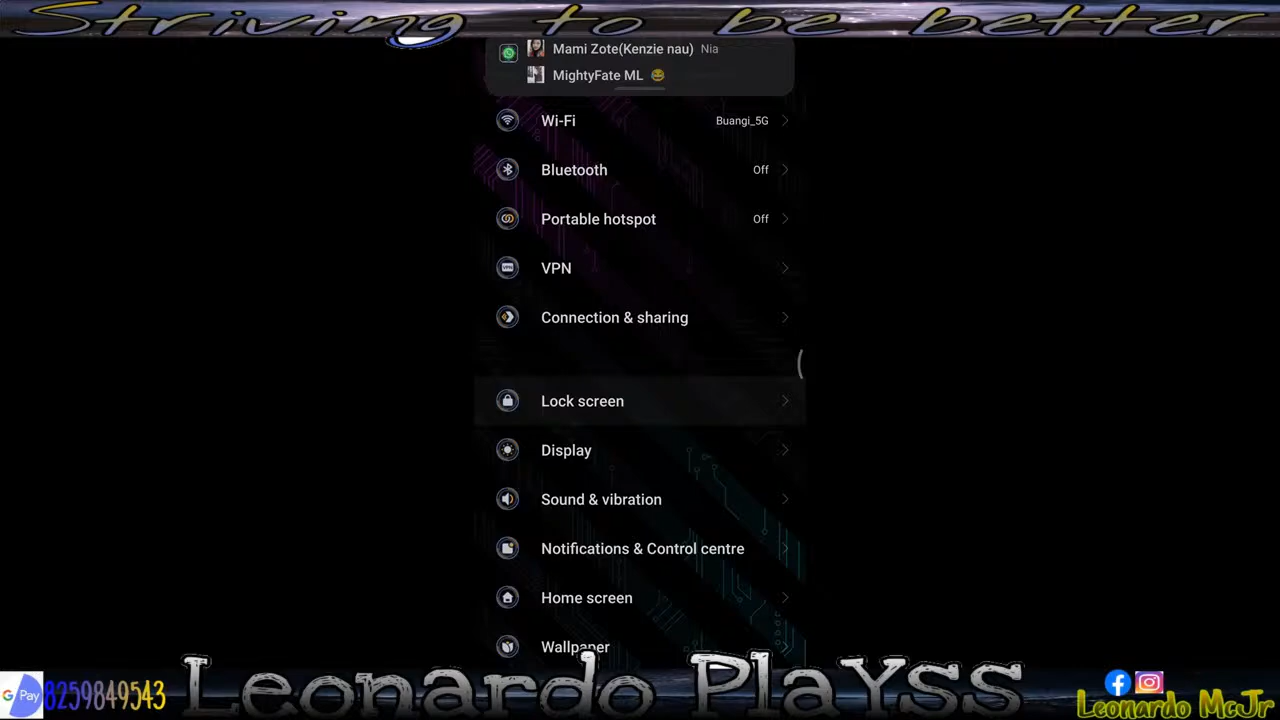 Striving to be better
Mami Zote(Kenzie nau) Nia
MightyFate ML 😂
Wi-Fi Buangi_5G
Bluetooth Off
Portable hotspot Off
VPN
Connection & sharing
Lock screen
Display
Sound & vibration
Notifications & Control centre
Home screen
Wallpaper
G Pay 8259849543
Leonardo PlaYss
Leonardo McJr